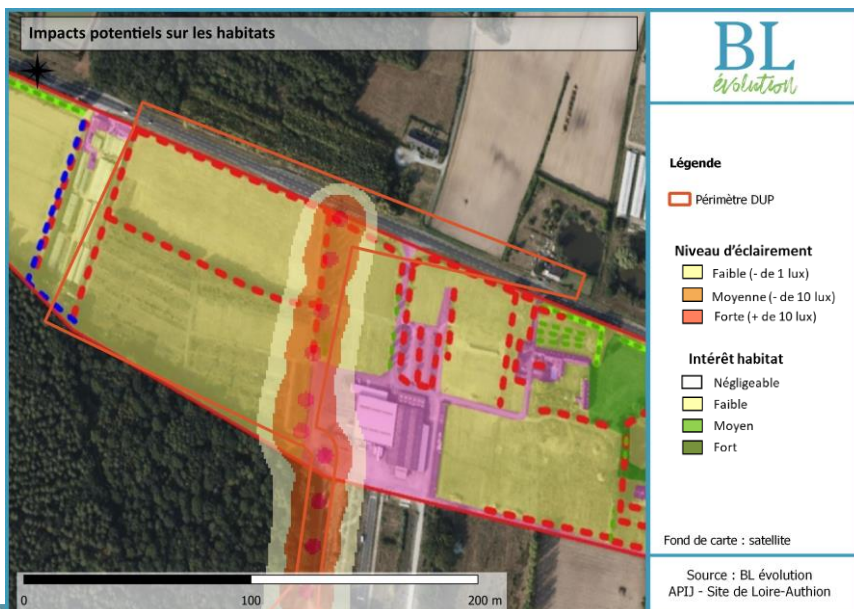 Impacts potentiels sur les habitats
BL
évolution
Légende
Périmètre DUP
Niveau d'éclairement
Faible (- de 1 lux)
Moyenne (- de 10 lux)
Forte (+ de 10 lux)
Intérêt habitat
Négligeable
Faible
Moyen
Fort
Fond de carte : satellite
0
100
200 m
Source : BL évolution
APIJ - Site de Loire-Authion